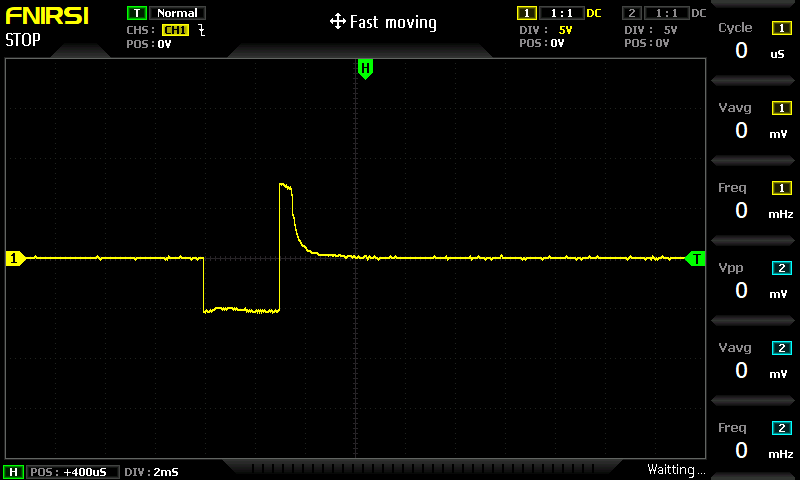 FNIRSI
STOP
T Normal
CHS: CH1
POS: 0V
Fast moving
1 1:1 DC
DIV: 5V
POS: 0V
2 1:1 DC
DIV: 5V
POS: 0V
H
1
T
Cycle 1
0 uS
Vavg 1
0 mV
Freq 1
0 mHz
Vpp 2
0 mV
Vavg 2
0 mV
Freq 2
0 mHz
H POS: +400uS DIV: 2mS
Waitting...